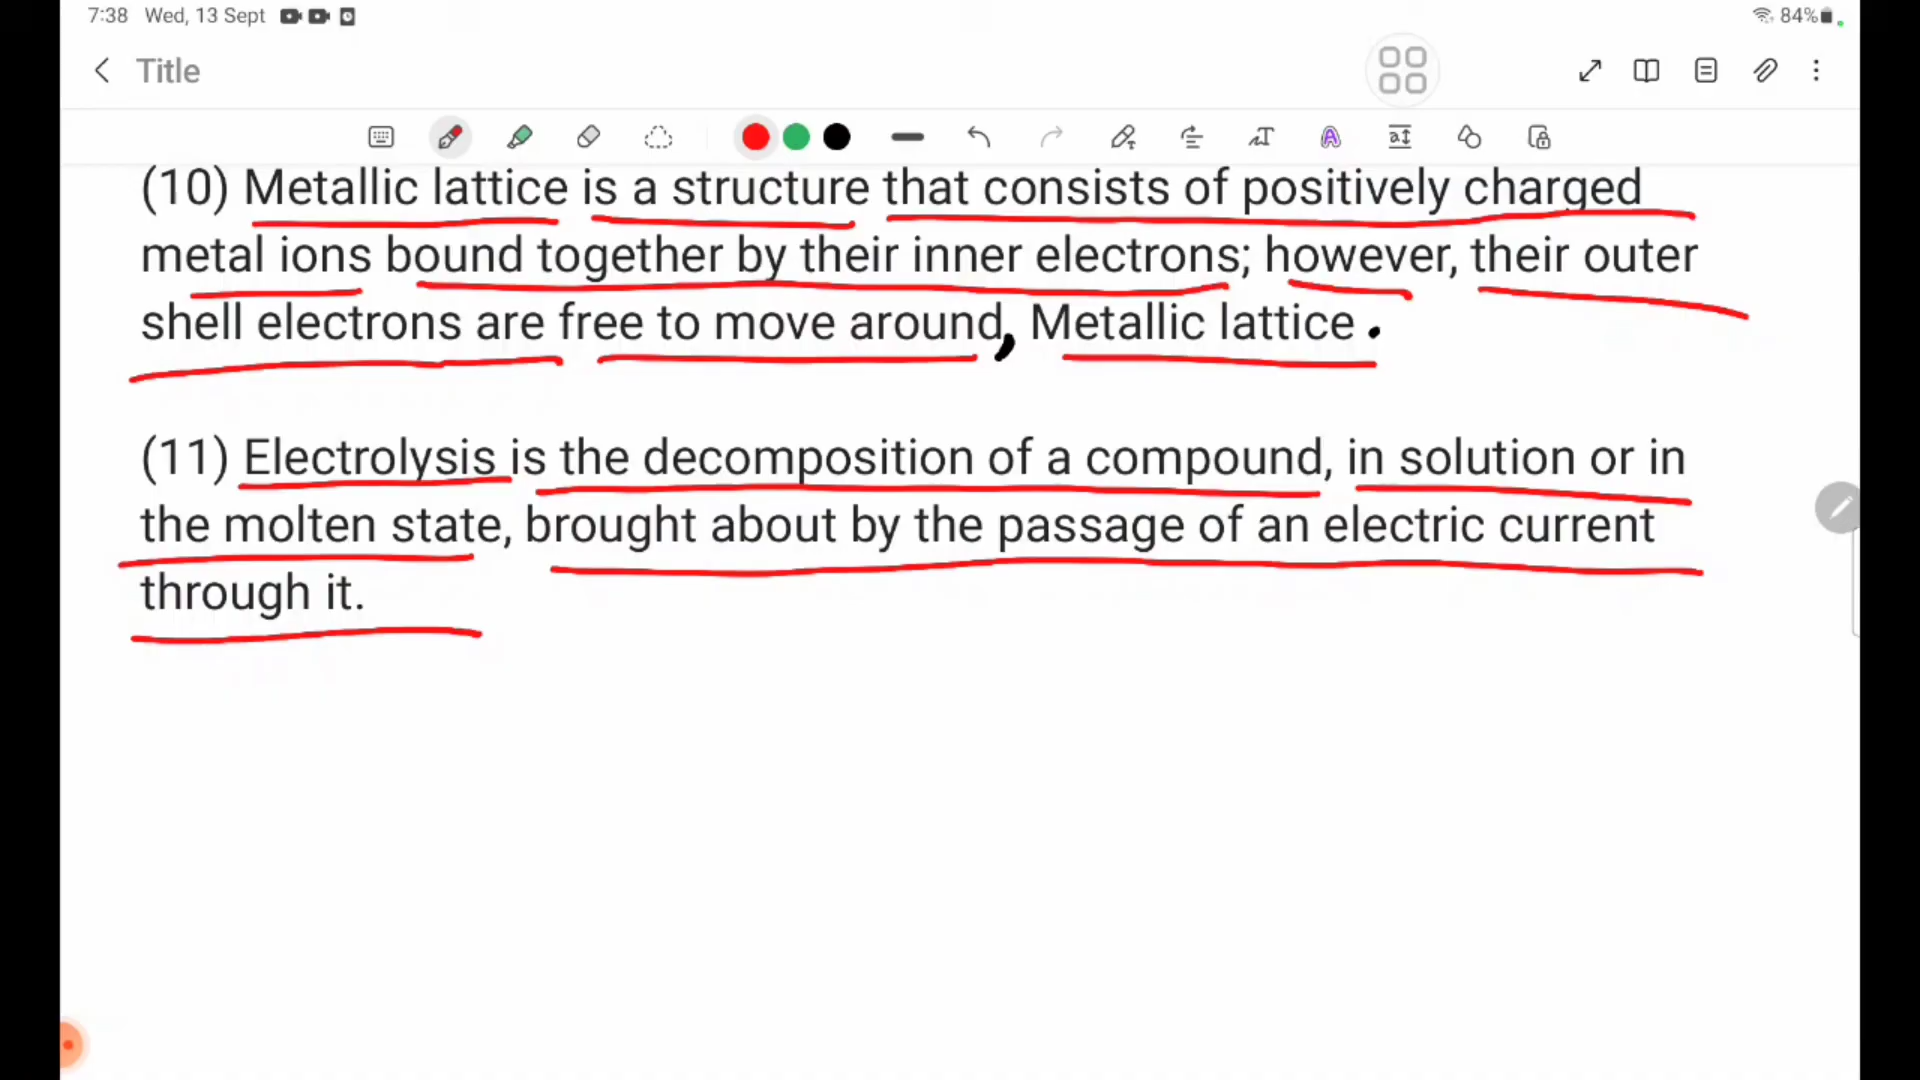 7:38 Wed, 13 Sept 84%
Title
(10) Metallic lattice is a structure that consists of positively charged
metal ions bound together by their inner electrons; however, their outer
shell electrons are free to move around, Metallic lattice .
(11) Electrolysis is the decomposition of a compound, in solution or in
the molten state, brought about by the passage of an electric current
through it.